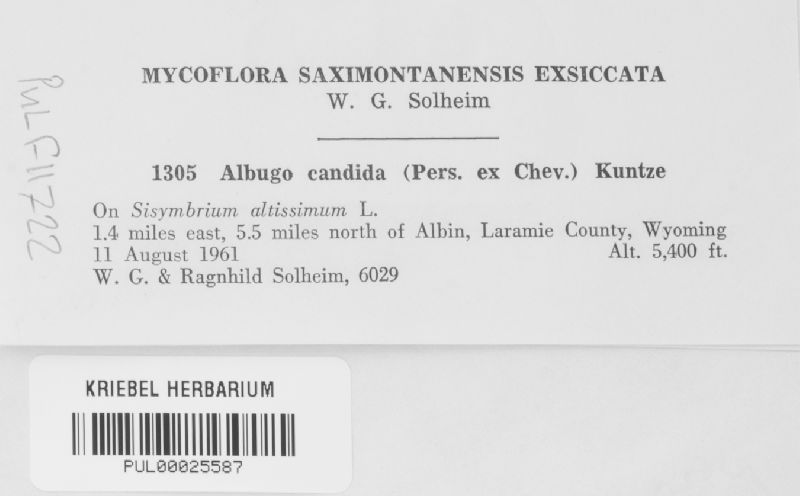 MYCOFLORA SAXIMONTANENSIS EXSICCATA
W. G. Solheim
1305 Albugo candida (Pers. ex Chev.) Kuntze
On Sisymbrium altissimum L.
1.4 miles east, 5.5 miles north of Albin, Laramie County, Wyoming
11 August 1961 Alt. 5,400 ft.
W. G. & Ragnhild Solheim, 6029
PUL F11722
KRIEBEL HERBARIUM
PUL00025587